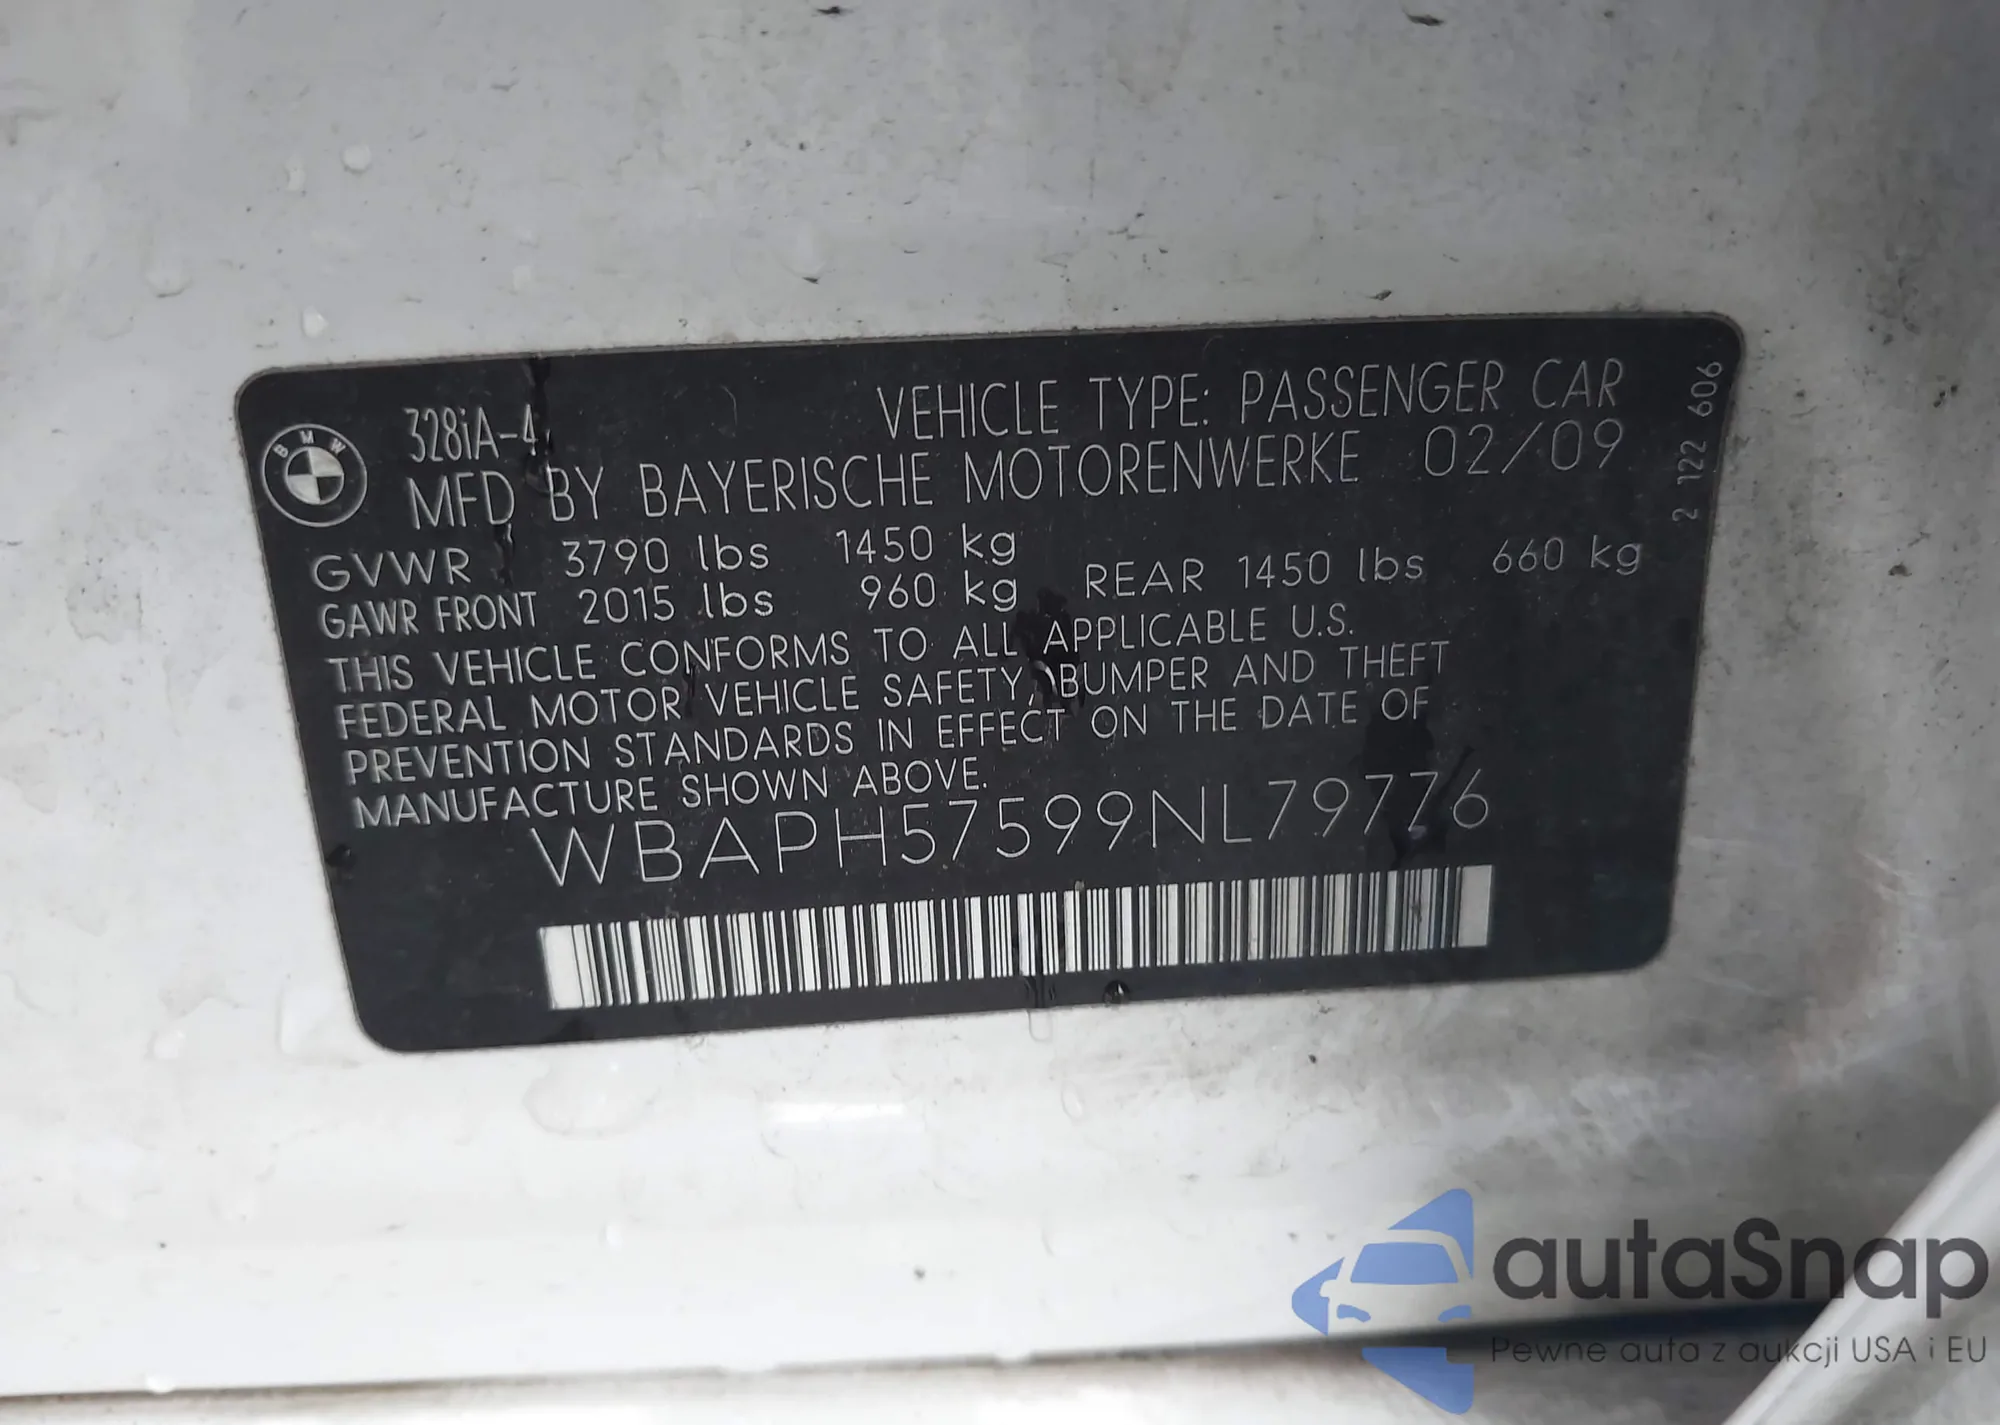 328iA-4
VEHICLE TYPE: PASSENGER CAR
BMW
MFD BY BAYERISCHE MOTORENWERKE 02/09
GVWR 3790 lbs 1450 kg
GAWR FRONT 2015 lbs 960 kg REAR 1450 lbs 660 kg
THIS VEHICLE CONFORMS TO ALL APPLICABLE U.S.
FEDERAL MOTOR VEHICLE SAFETY, BUMPER AND THEFT
PREVENTION STANDARDS IN EFFECT ON THE DATE OF
MANUFACTURE SHOWN ABOVE.
WBAPH57599NL79776
2 122 606
autaSnap
Pewne auta z aukcji USA i EU